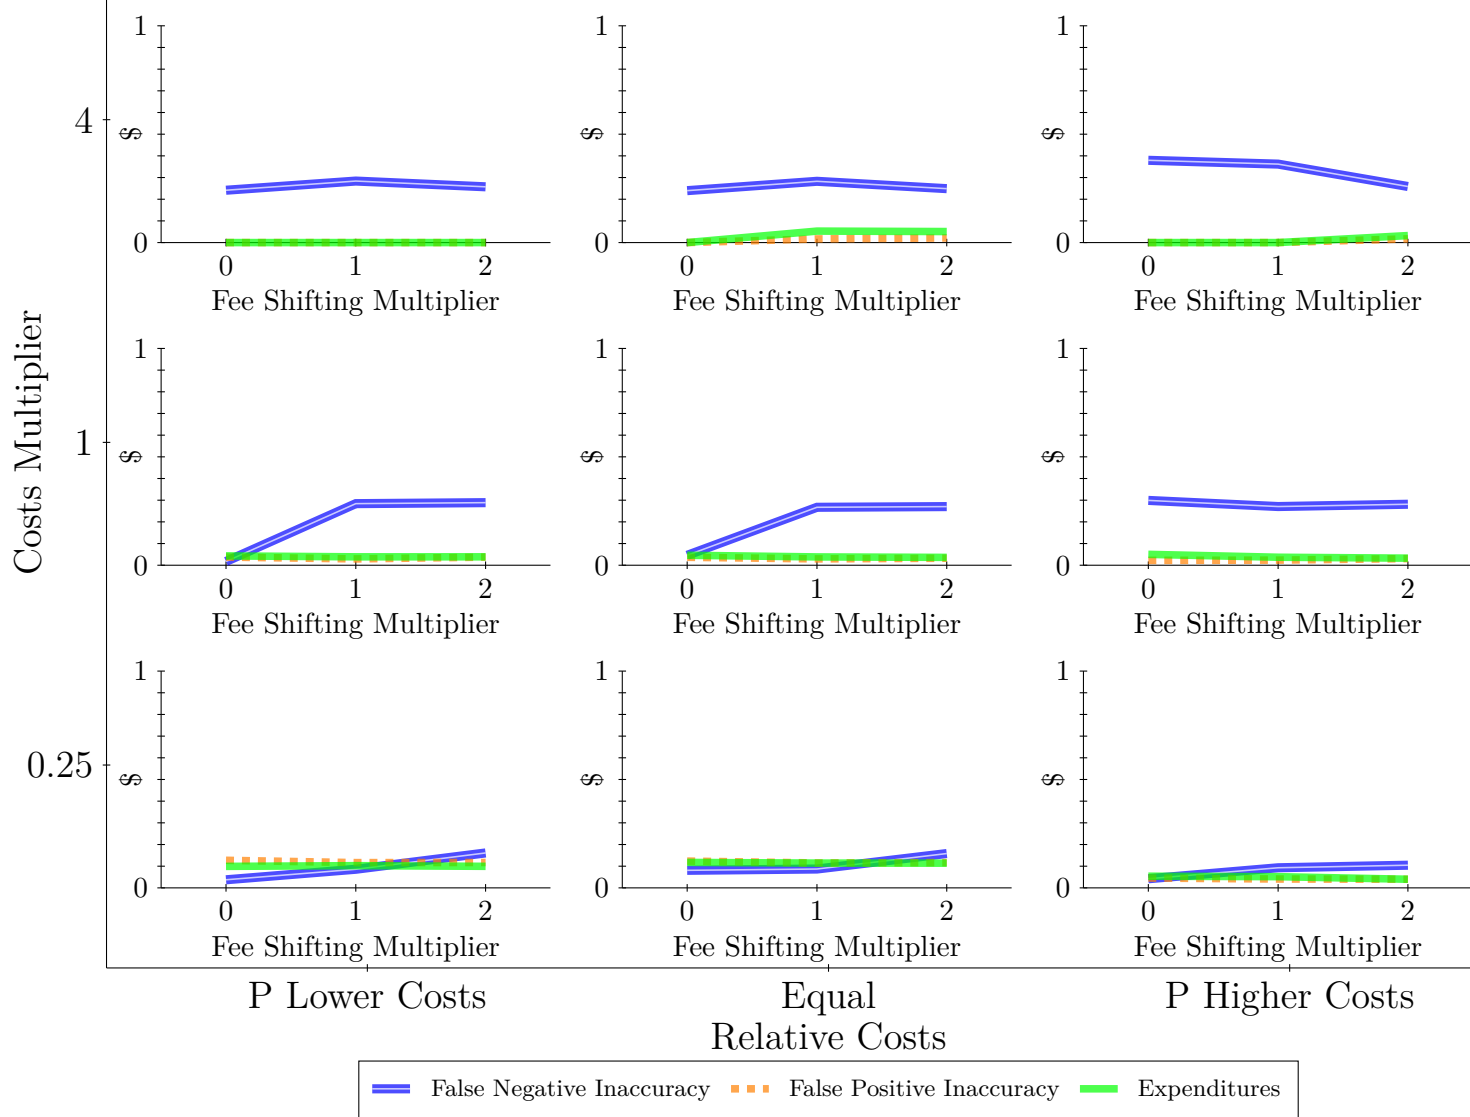 Costs Multiplier
4
1
$
0
0 1 2
Fee Shifting Multiplier
1
$
0
0 1 2
Fee Shifting Multiplier
1
$
0
0 1 2
Fee Shifting Multiplier
1
1
$
0
0 1 2
Fee Shifting Multiplier
1
$
0
0 1 2
Fee Shifting Multiplier
1
$
0
0 1 2
Fee Shifting Multiplier
0.25
1
$
0
0 1 2
Fee Shifting Multiplier
1
$
0
0 1 2
Fee Shifting Multiplier
1
$
0
0 1 2
Fee Shifting Multiplier
P Lower Costs Equal P Higher Costs
Relative Costs
False Negative Inaccuracy False Positive Inaccuracy Expenditures